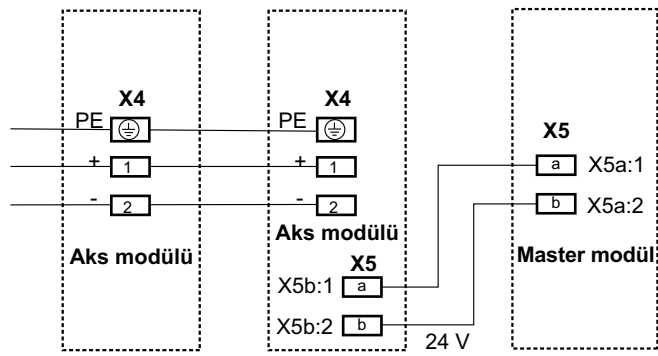 X4
PE
+
1
-
2
Aks modülü
X4
PE
+
1
-
2
Aks modülü
X5
X5b:1
a
X5b:2
b
24 V
X5
a
X5a:1
b
X5a:2
Master modül